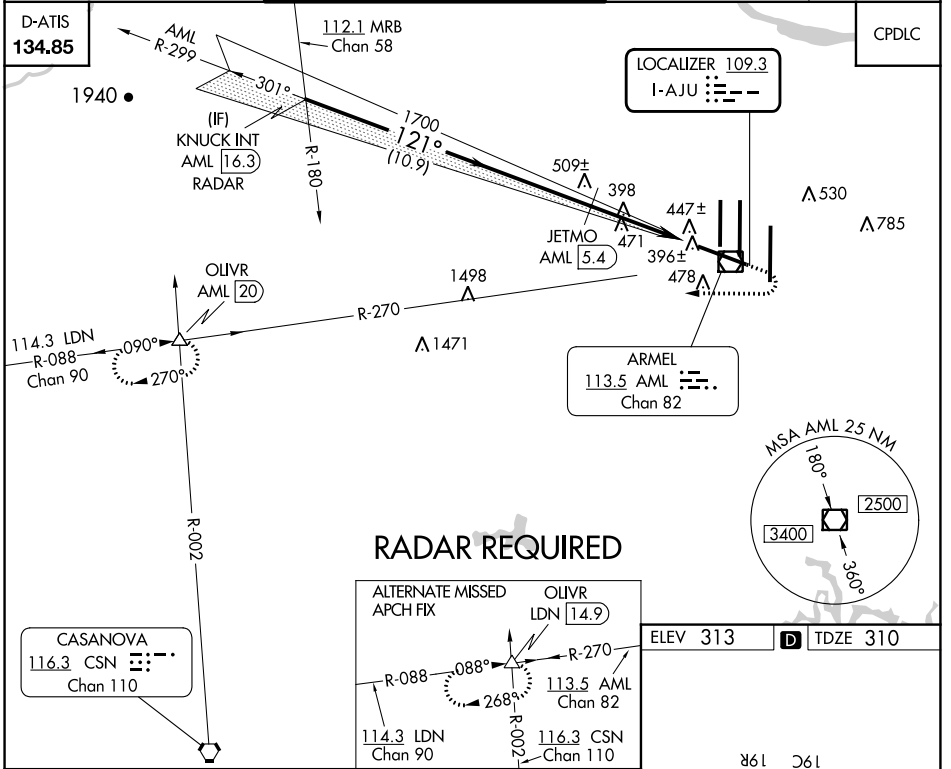 D-ATIS
134.85
AML
R-299
112.1 MRB
Chan 58
CPDLC
LOCALIZER 109.3
I-AJU
1940
301°
(IF)
KNUCK INT
AML 16.3
RADAR
R-180
1700
121°
(10.9)
509±
398
471
447±
396±
478
530
785
JETMO
AML 5.4
OLIVR
AML 20
1498
R-270
1471
114.3 LDN
R-088
Chan 90
090°
270°
ARMEL
113.5 AML
Chan 82
MSA AML 25 NM
180°
2500
3400
360°
R-002
RADAR REQUIRED
CASANOVA
116.3 CSN
Chan 110
ALTERNATE MISSED
APCH FIX
OLIVR
LDN 14.9
R-088
088°
268°
R-270
113.5 AML
Chan 82
R-002
114.3 LDN
Chan 90
116.3 CSN
Chan 110
ELEV 313
D
TDZE 310
19R
19C